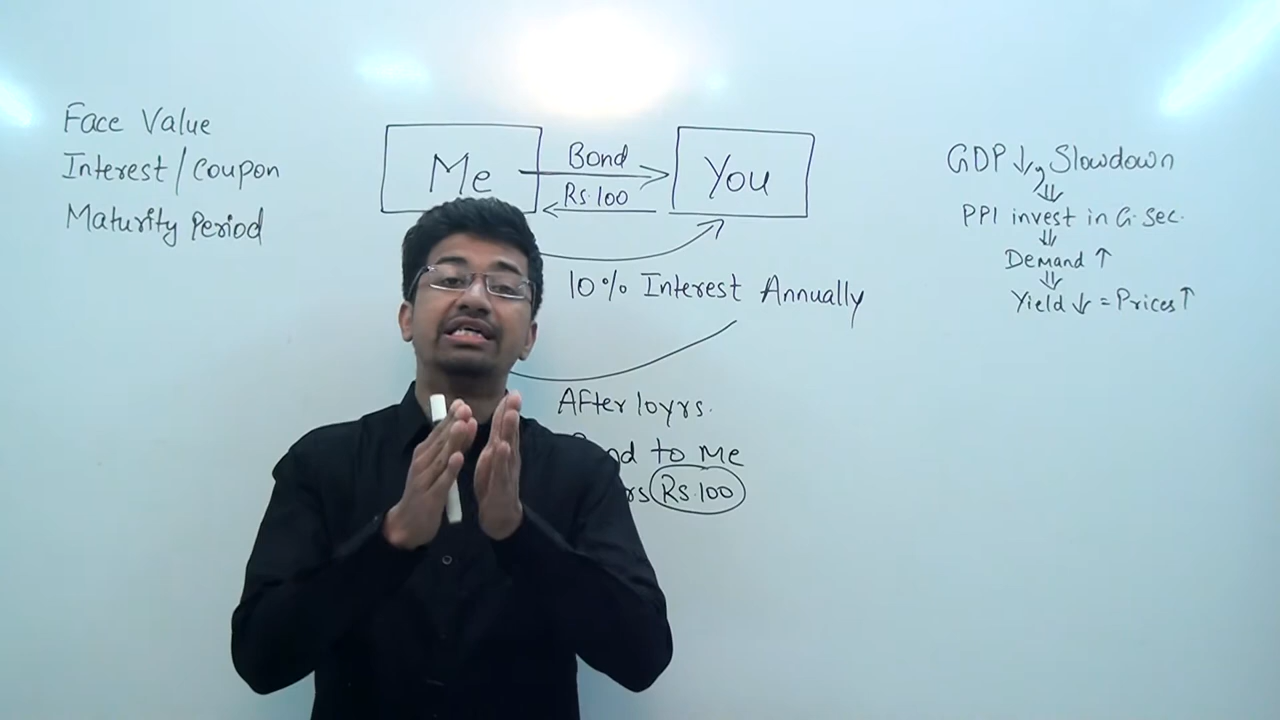 Face Value
Interest/Coupon
Maturity Period
Me
Bond
Rs.100
You
10% Interest Annually
After 10yrs.
to Me
Rs.100
GDP ↓, Slowdown
⇓
PPI invest in G. Sec.
⇓
Demand ↑
⇓
Yield ↓ = Prices ↑